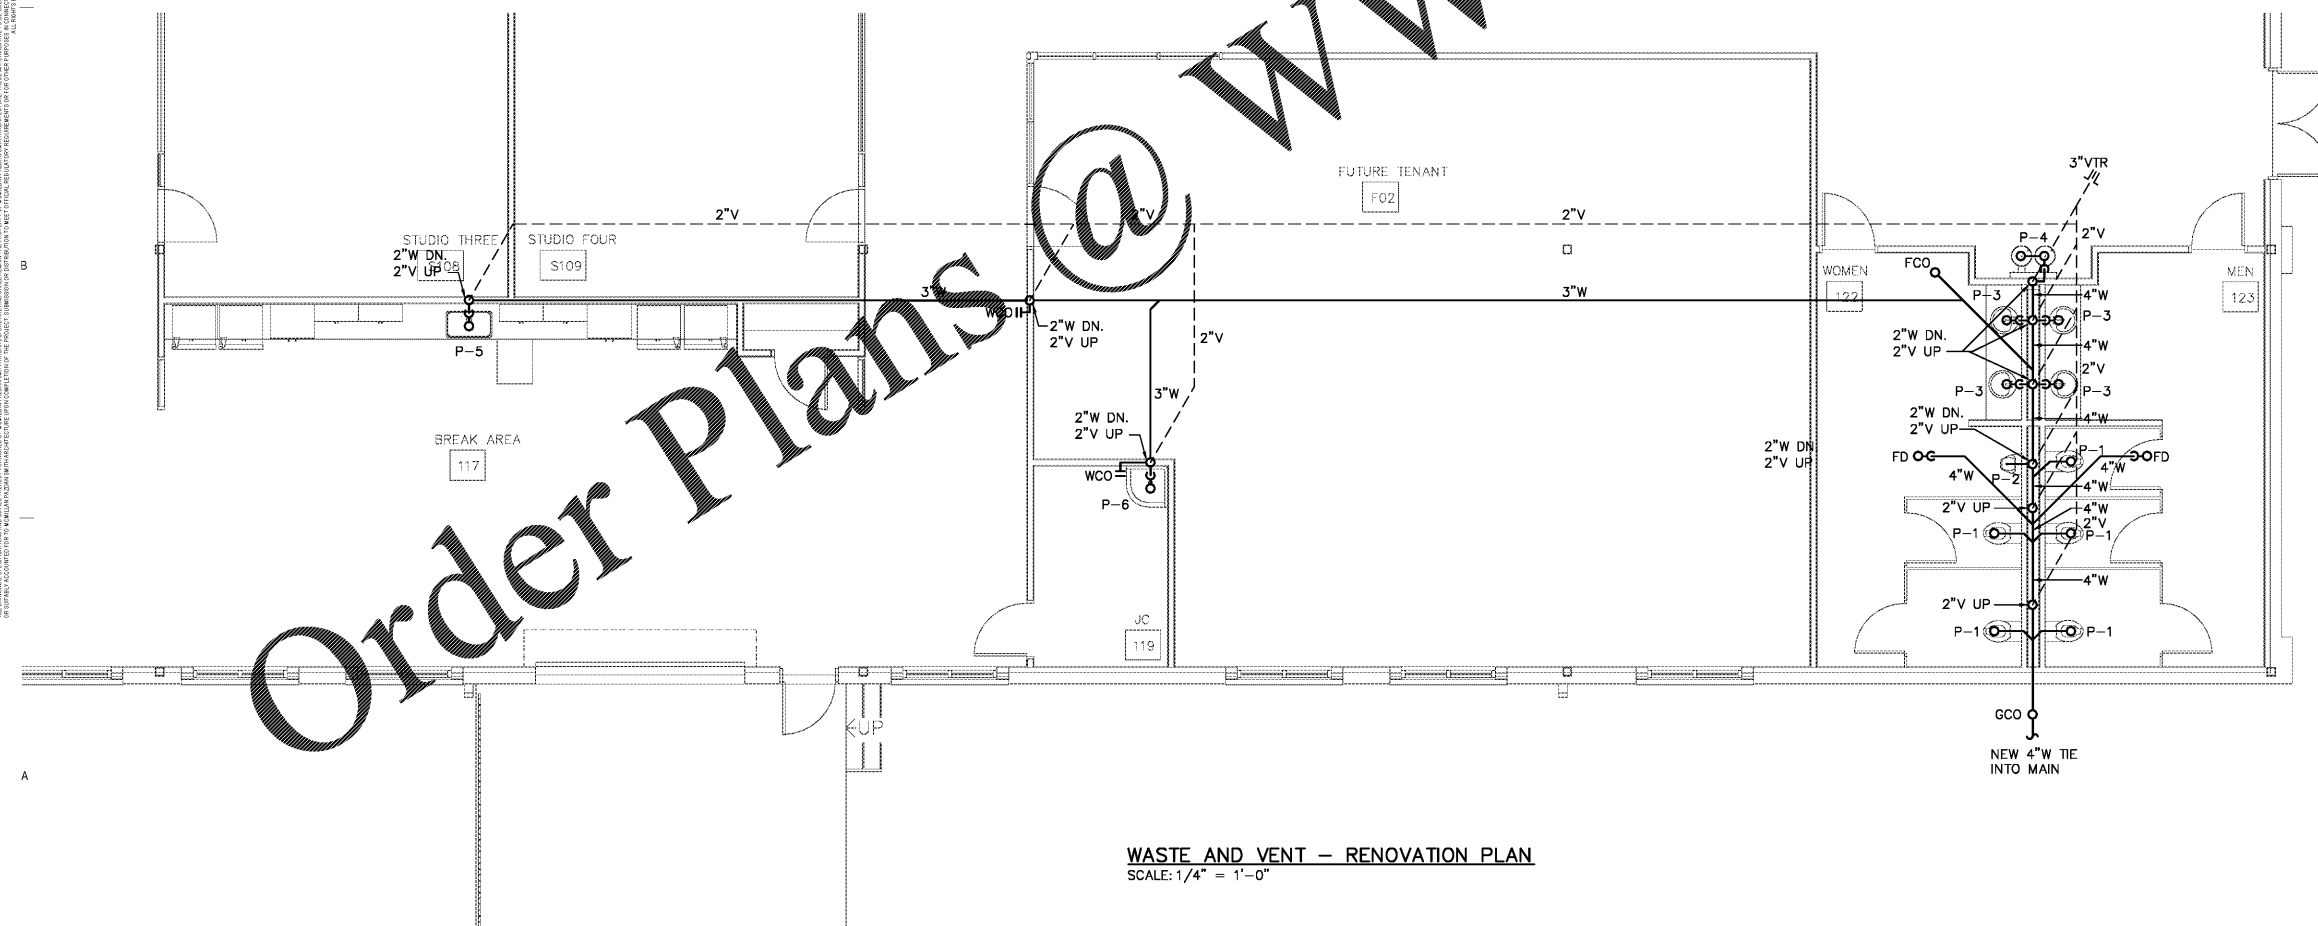 Order Plans @ WW
3"VTR
FUTURE TENANT
F02
2"V
2"V
2"V
2"V
P-4
STUDIO THREE
STUDIO FOUR
2"W DN.
2"V UP
S108
S109
B
FCO
WOMEN
122
MEN
123
3"W
3"W
P-3
4"W
P-3
WCO
2"W DN.
2"V UP
2"V
2"W DN.
2"V UP
4"W
P-5
2"V
3"W
P-3
P-3
2"W DN.
2"V UP
2"W DN.
2"V UP
4"W
BREAK AREA
117
2"W DN
2"V UP
P-1
FD
FD
WCO
4"W
P-2
4"W
4"W
P-6
2"V UP
4"W
2"V
P-1
P-1
4"W
2"V UP
JC
119
P-1
P-1
UP
GCO
NEW 4"W TIE
INTO MAIN
A
WASTE AND VENT – RENOVATION PLAN
SCALE: 1/4" = 1'-0"